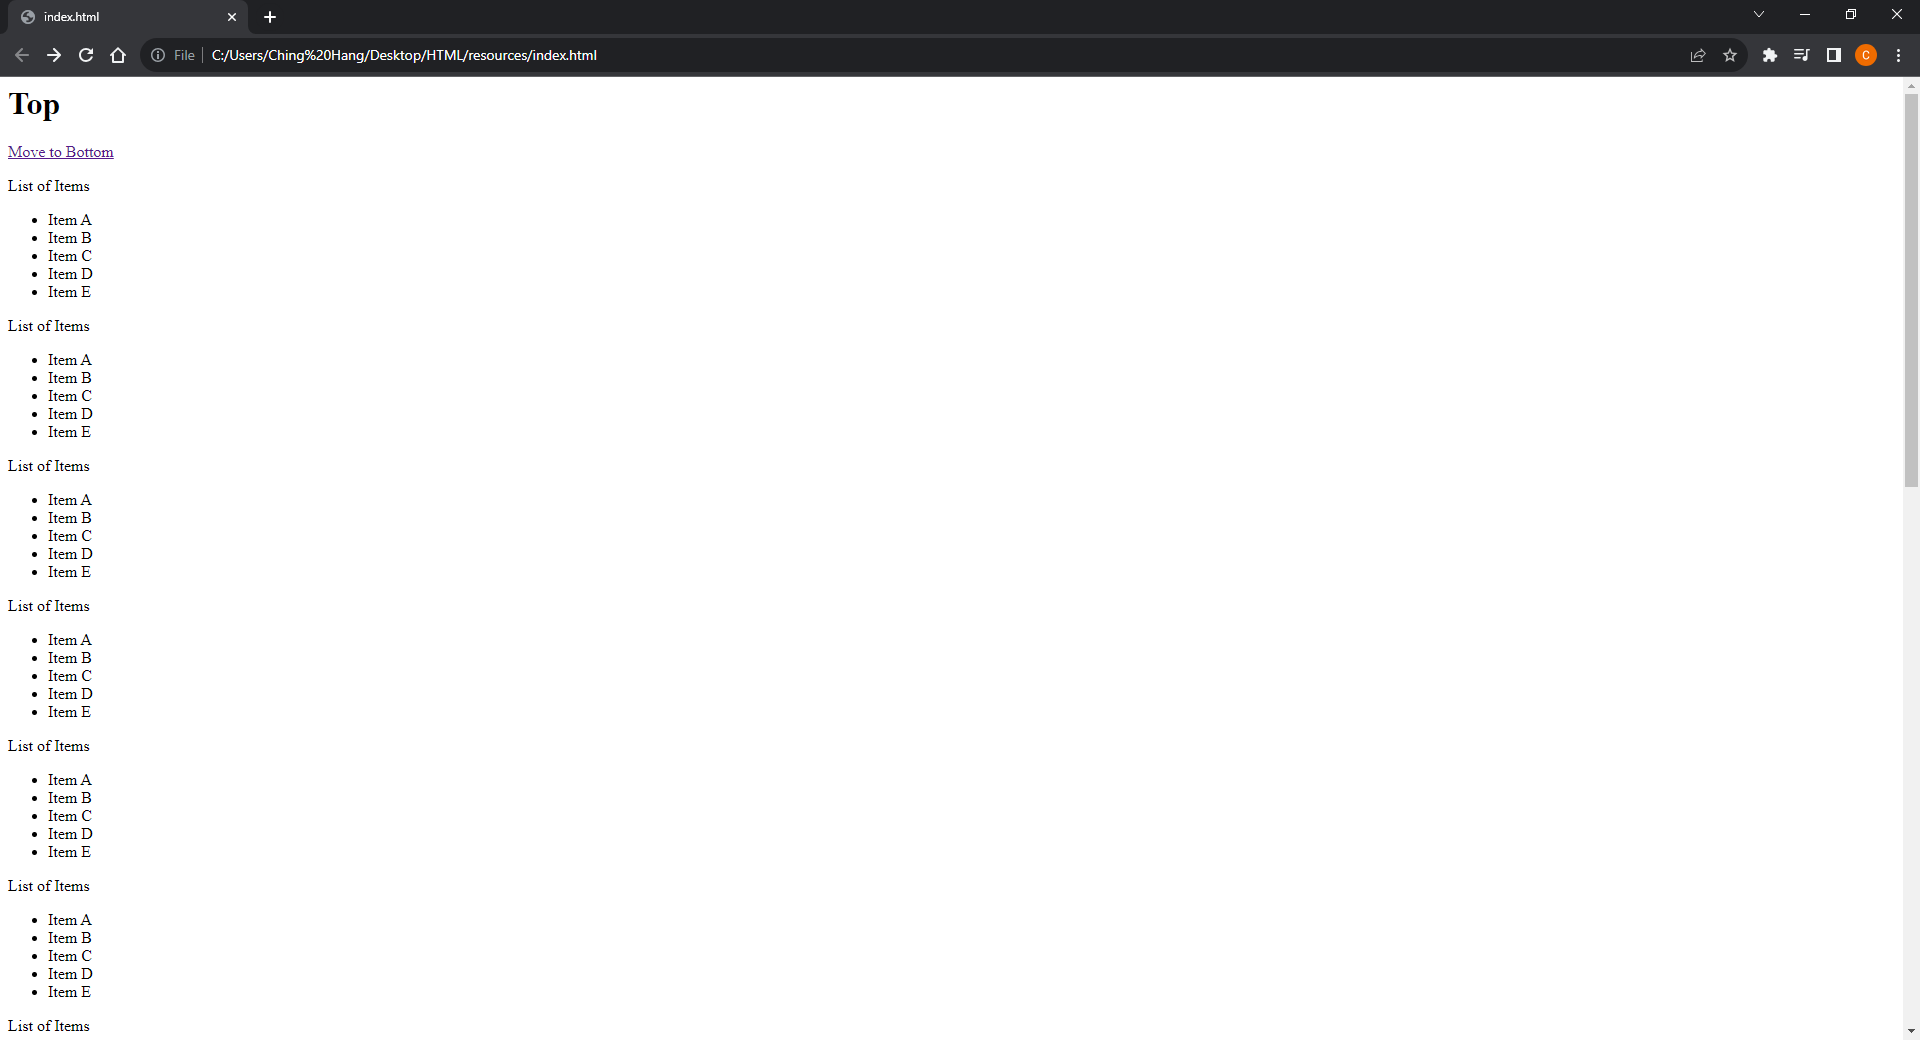 index.html
File C:/Users/Ching%20Hang/Desktop/HTML/resources/index.html
C
Top
Move to Bottom
List of Items
• Item A
• Item B
• Item C
• Item D
• Item E
List of Items
• Item A
• Item B
• Item C
• Item D
• Item E
List of Items
• Item A
• Item B
• Item C
• Item D
• Item E
List of Items
• Item A
• Item B
• Item C
• Item D
• Item E
List of Items
• Item A
• Item B
• Item C
• Item D
• Item E
List of Items
• Item A
• Item B
• Item C
• Item D
• Item E
List of Items